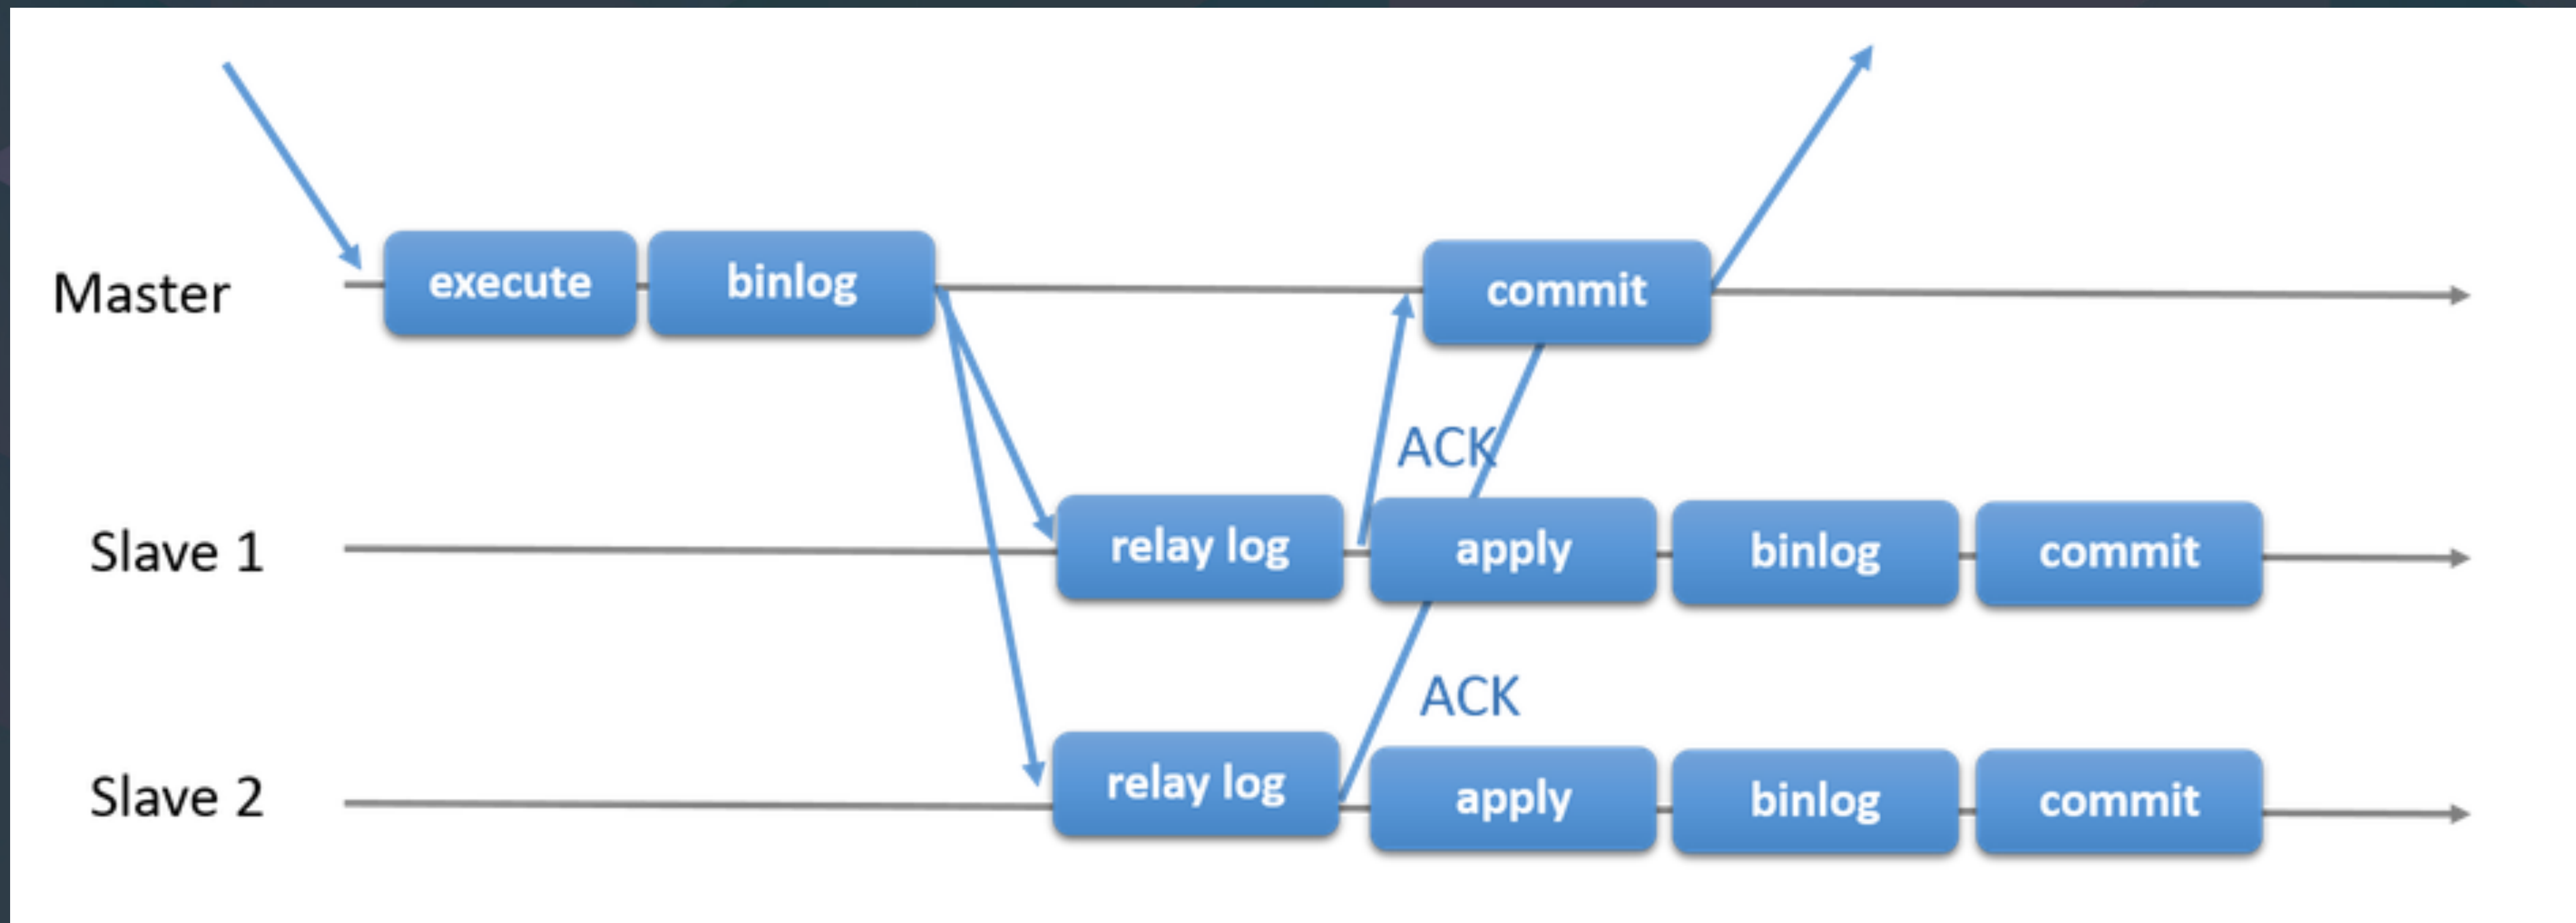 Master
execute
binlog
commit
ACK
Slave 1
relay log
apply
binlog
commit
ACK
Slave 2
relay log
apply
binlog
commit